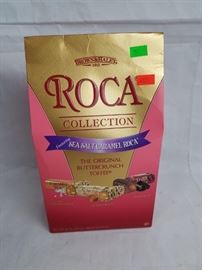 BROWN & HALEY
ROCA
COLLECTION
SEA SALT CARAMEL ROCA
THE ORIGINAL
BUTTERCRUNCH
TOFFEE